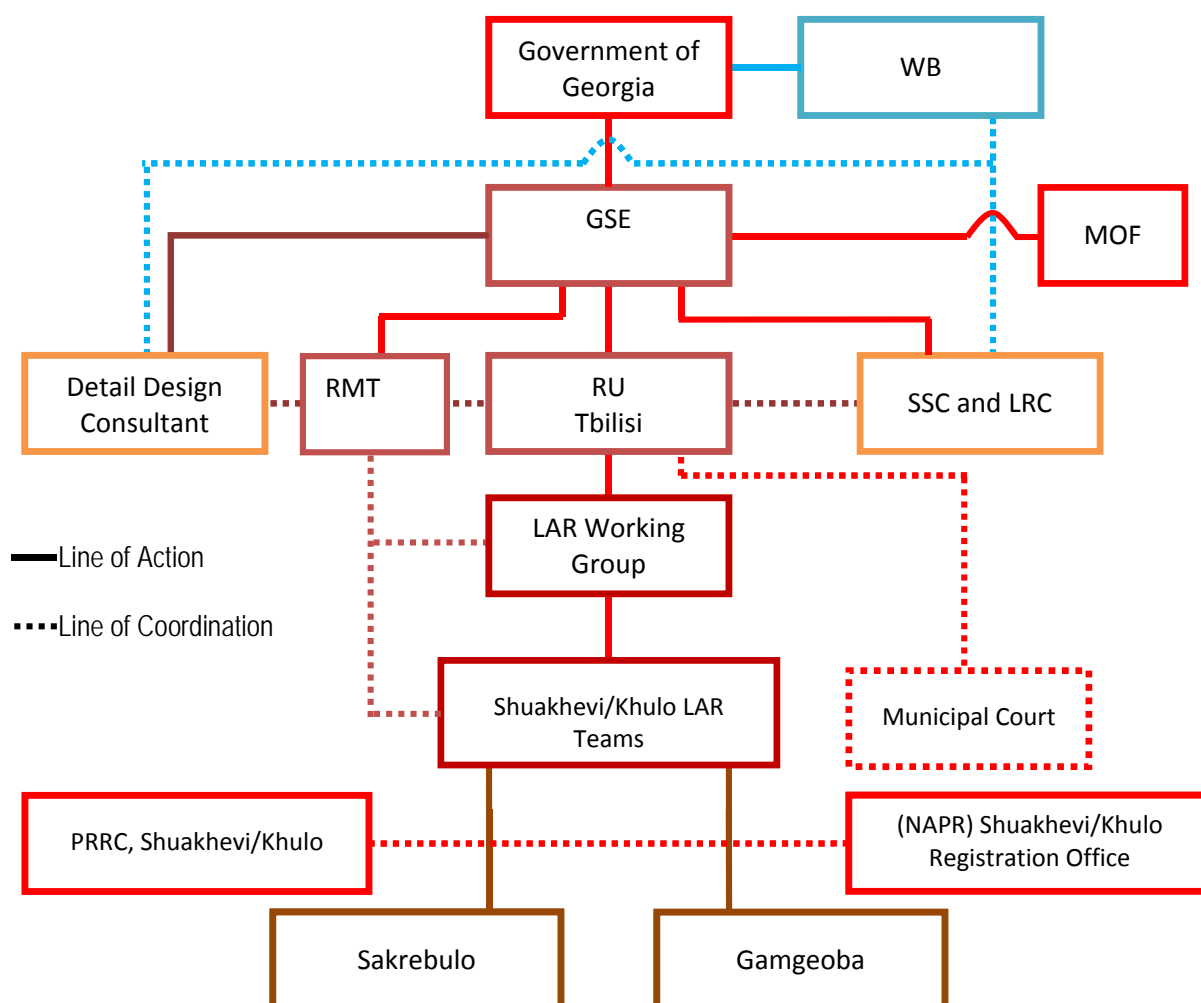 Government of
Georgia
WB
GSE
MOF
Detail Design
Consultant
RMT
RU
Tbilisi
SSC and LRC
LAR Working
Group
Line of Action
Line of Coordination
Shuakhevi/Khulo LAR
Teams
Municipal Court
PRRC, Shuakhevi/Khulo
(NAPR) Shuakhevi/Khulo
Registration Office
Sakrebulo
Gamgeoba